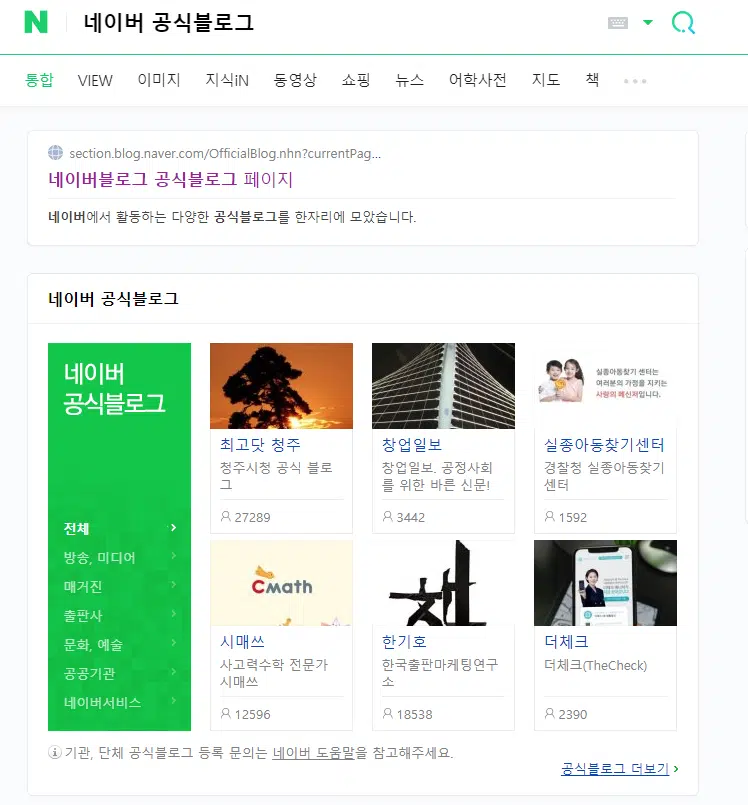 N 네이버 공식블로그
통합 VIEW 이미지 지식iN 동영상 쇼핑 뉴스 어학사전 지도 책
section.blog.naver.com/OfficialBlog.nhn?currentPag...
네이버블로그 공식블로그 페이지
네이버에서 활동하는 다양한 공식블로그를 한자리에 모았습니다.
네이버 공식블로그
네이버
공식블로그
전체
방송, 미디어
매거진
출판사
문화, 예술
공공기관
네이버서비스
최고닷 청주
청주시청 공식 블로
그
27289
창업일보
창업일보. 공정사회
를 위한 바른 신문!
3442
실종아동찾기 센터는
여러분의 가정을 지키는
사랑의 메신저입니다.
실종아동찾기센터
경찰청 실종아동찾기
센터
1592
Cmath
시매쓰
사고력수학 전문가
시매쓰
12596
한기호
한국출판마케팅연구
소
18538
더체크
더체크(TheCheck)
2390
기관, 단체 공식블로그 등록 문의는 네이버 도움말을 참고해주세요.
공식블로그 더보기